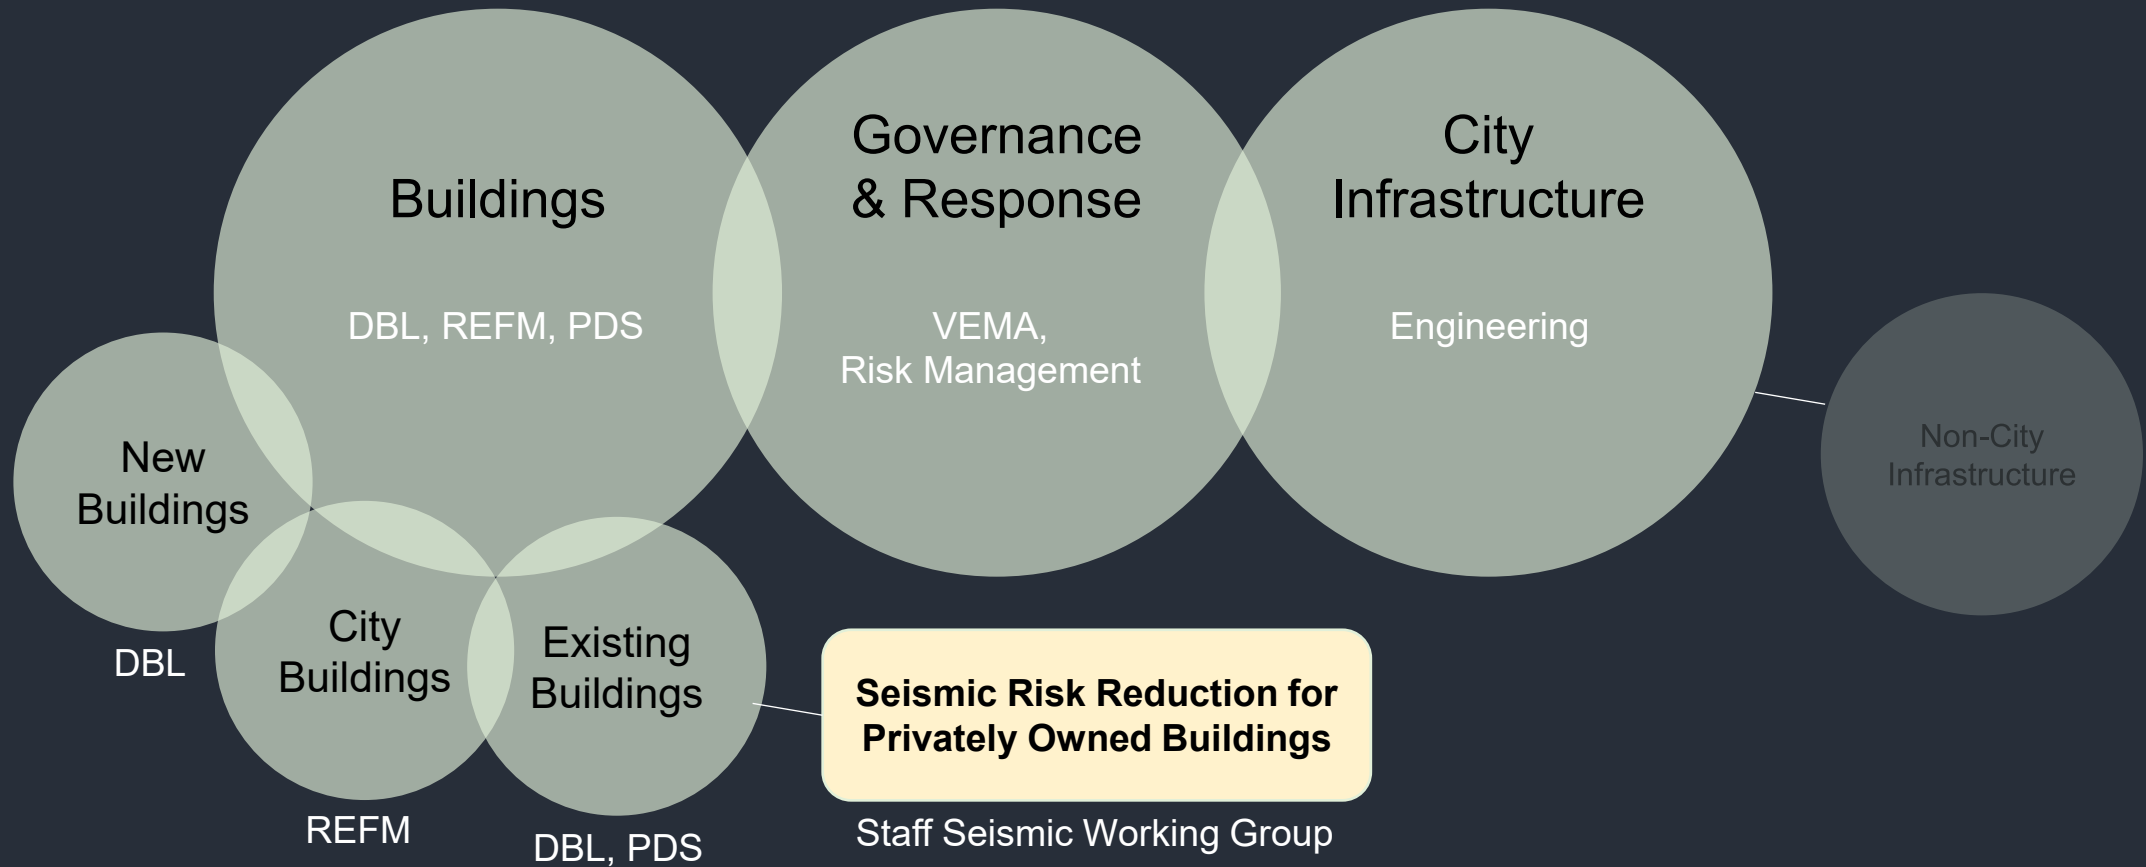 Buildings
DBL, REFM, PDS
Governance
& Response
VEMA,
Risk Management
City
Infrastructure
Engineering
Non-City
Infrastructure
New
Buildings
DBL
City
Buildings
REFM
Existing
Buildings
DBL, PDS
Seismic Risk Reduction for
Privately Owned Buildings
Staff Seismic Working Group